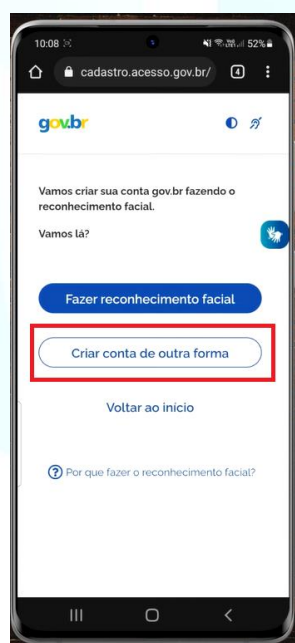 10:08 52%
cadastro.acesso.gov.br/ 4
gov.br
Vamos criar sua conta gov.br fazendo o
reconhecimento facial.
Vamos lá?
Fazer reconhecimento facial
Criar conta de outra forma
Voltar ao início
? Por que fazer o reconhecimento facial?